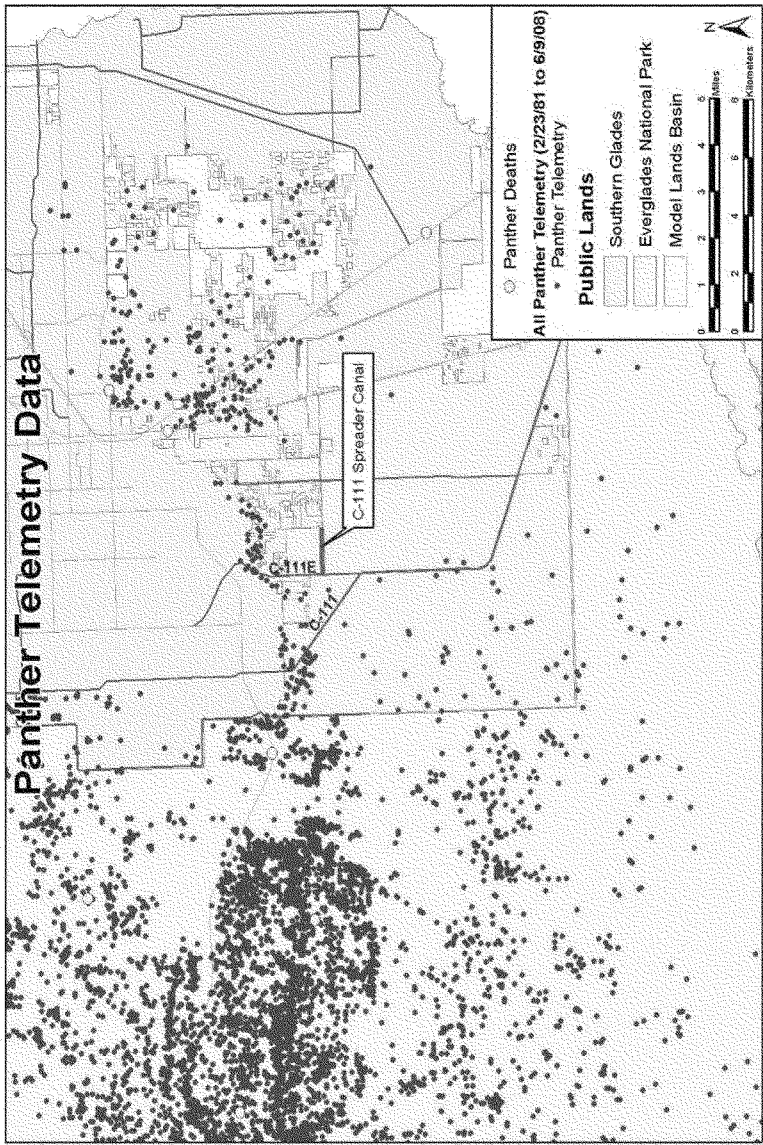 Panther Telemetry Data
C-111E
C-111
C-111 Spreader Canal
Panther Deaths
All Panther Telemetry (2/23/81 to 6/9/08)
Panther Telemetry
Public Lands
Southern Glades
Everglades National Park
Model Lands Basin
N
0 1 2 3 4 5
Miles
0 2 4 6 8
Kilometers